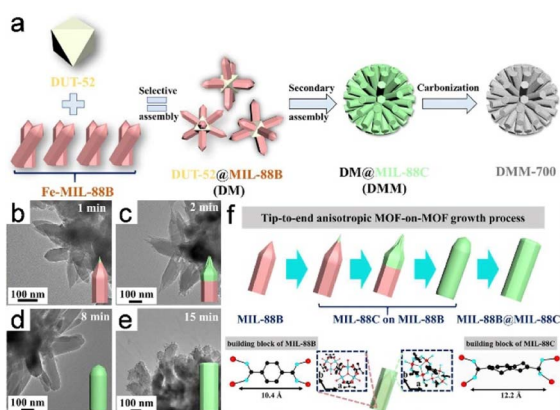 a
DUT-52
Fe-MIL-88B
Selective
assembly
DUT-52@MIL-88B
(DM)
Secondary
assembly
DM@MIL-88C
(DMM)
Carbonization
DMM-700
b
1 min
100 nm
c
2 min
100 nm
d
8 min
100 nm
e
15 min
100 nm
f
Tip-to-end anisotropic MOF-on-MOF growth process
MIL-88B
MIL-88C on MIL-88B
MIL-88B@MIL-88C
building block of MIL-88B
10.4 Å
building block of MIL-88C
12.2 Å